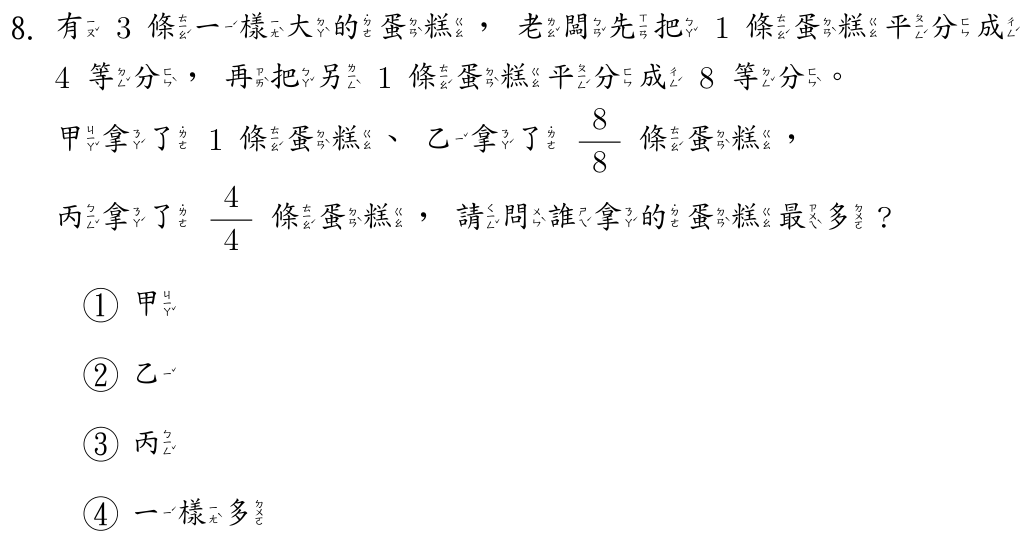 8. 有 3 條一樣大的蛋糕，老闆先把 1 條蛋糕平分成
4 等分，再把另 1 條蛋糕平分成 8 等分。
甲拿了 1 條蛋糕、乙拿了 8/8 條蛋糕，
丙拿了 4/4 條蛋糕，請問誰拿的蛋糕最多？
① 甲
② 乙
③ 丙
④ 一樣多